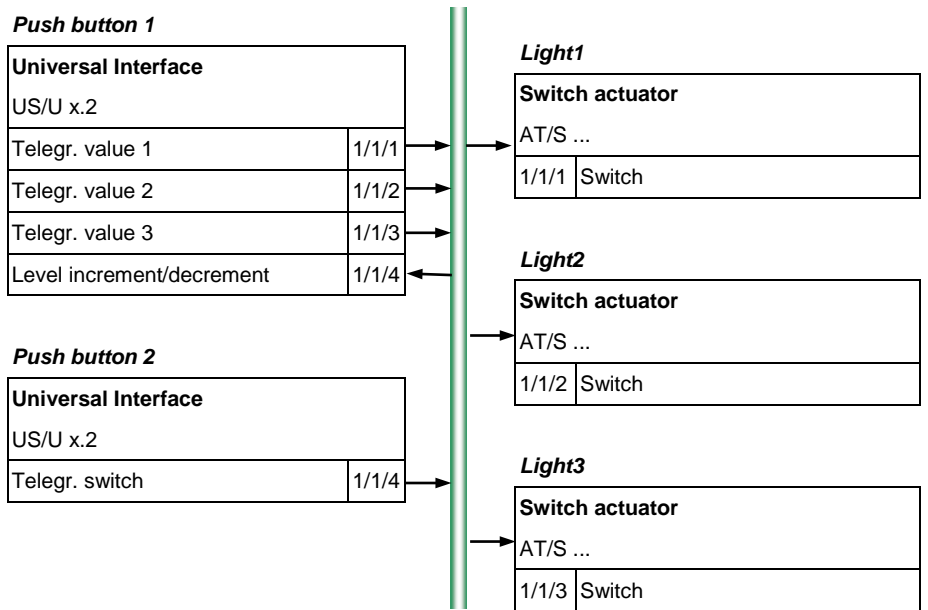 Push button 1
Universal Interface
US/U x.2
Telegr. value 1 1/1/1
Telegr. value 2 1/1/2
Telegr. value 3 1/1/3
Level increment/decrement 1/1/4
Push button 2
Universal Interface
US/U x.2
Telegr. switch 1/1/4
Light1
Switch actuator
AT/S ...
1/1/1 Switch
Light2
Switch actuator
AT/S ...
1/1/2 Switch
Light3
Switch actuator
AT/S ...
1/1/3 Switch